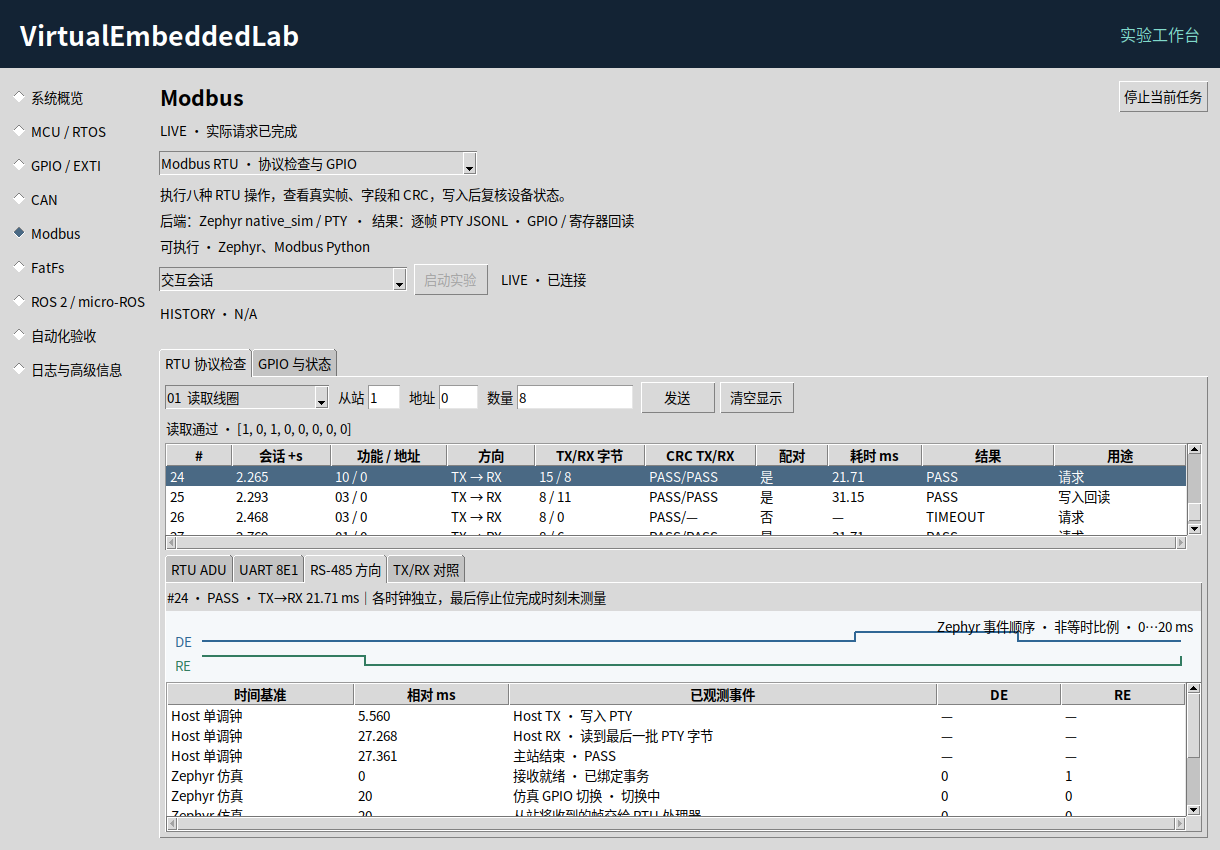 VirtualEmbeddedLab
实验工作台
系统概览
MCU / RTOS
GPIO / EXTI
CAN
Modbus
FatFs
ROS 2 / micro-ROS
自动化验收
日志与高级信息
Modbus
停止当前任务
LIVE · 实际请求已完成
Modbus RTU · 协议检查与 GPIO
执行八种 RTU 操作，查看真实帧、字段和 CRC，写入后复核设备状态。
后端：Zephyr native_sim / PTY · 结果：逐帧 PTY JSONL · GPIO / 寄存器回读
可执行 · Zephyr、Modbus Python
交互会话 启动实验 LIVE · 已连接
HISTORY · N/A
RTU 协议检查 GPIO 与状态
01 读取线圈 从站 1 地址 0 数量 8 发送 清空显示
读取通过 · [1, 0, 1, 0, 0, 0, 0, 0]
# 会话 +s 功能 / 地址 方向 TX/RX 字节 CRC TX/RX 配对 耗时 ms 结果 用途
24 2.265 10 / 0 TX → RX 15 / 8 PASS/PASS 是 21.71 PASS 请求
25 2.293 03 / 0 TX → RX 8 / 11 PASS/PASS 是 31.15 PASS 写入回读
26 2.468 03 / 0 TX → RX 8 / 0 PASS/— 否 — TIMEOUT 请求
RTU ADU UART 8E1 RS-485 方向 TX/RX 对照
#24 · PASS · TX→RX 21.71 ms | 各时钟独立，最后停止位完成时刻未测量
Zephyr 事件顺序 · 非等时比例 · 0…20 ms
DE
RE
时间基准 相对 ms 已观测事件 DE RE
Host 单调钟 5.560 Host TX · 写入 PTY — —
Host 单调钟 27.268 Host RX · 读到最后一批 PTY 字节 — —
Host 单调钟 27.361 主站结束 · PASS — —
Zephyr 仿真 0 接收就绪 · 已绑定事务 0 1
Zephyr 仿真 20 仿真 GPIO 切换 · 切换中 0 0